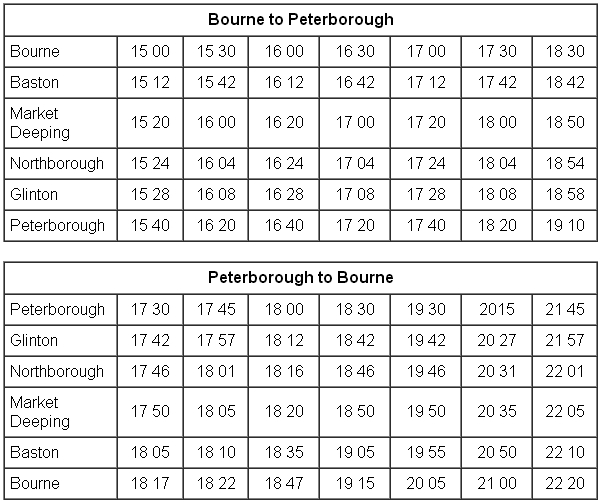 Bourne to Peterborough
Bourne 15 00 15 30 16 00 16 30 17 00 17 30 18 30
Baston 15 12 15 42 16 12 16 42 17 12 17 42 18 42
Market
Deeping 15 20 16 00 16 20 17 00 17 20 18 00 18 50
Northborough 15 24 16 04 16 24 17 04 17 24 18 04 18 54
Glinton 15 28 16 08 16 28 17 08 17 28 18 08 18 58
Peterborough 15 40 16 20 16 40 17 20 17 40 18 20 19 10
Peterborough to Bourne
Peterborough 17 30 17 45 18 00 18 30 19 30 2015 21 45
Glinton 17 42 17 57 18 12 18 42 19 42 20 27 21 57
Northborough 17 46 18 01 18 16 18 46 19 46 20 31 22 01
Market
Deeping 17 50 18 05 18 20 18 50 19 50 20 35 22 05
Baston 18 05 18 10 18 35 19 05 19 55 20 50 22 10
Bourne 18 17 18 22 18 47 19 15 20 05 21 00 22 20